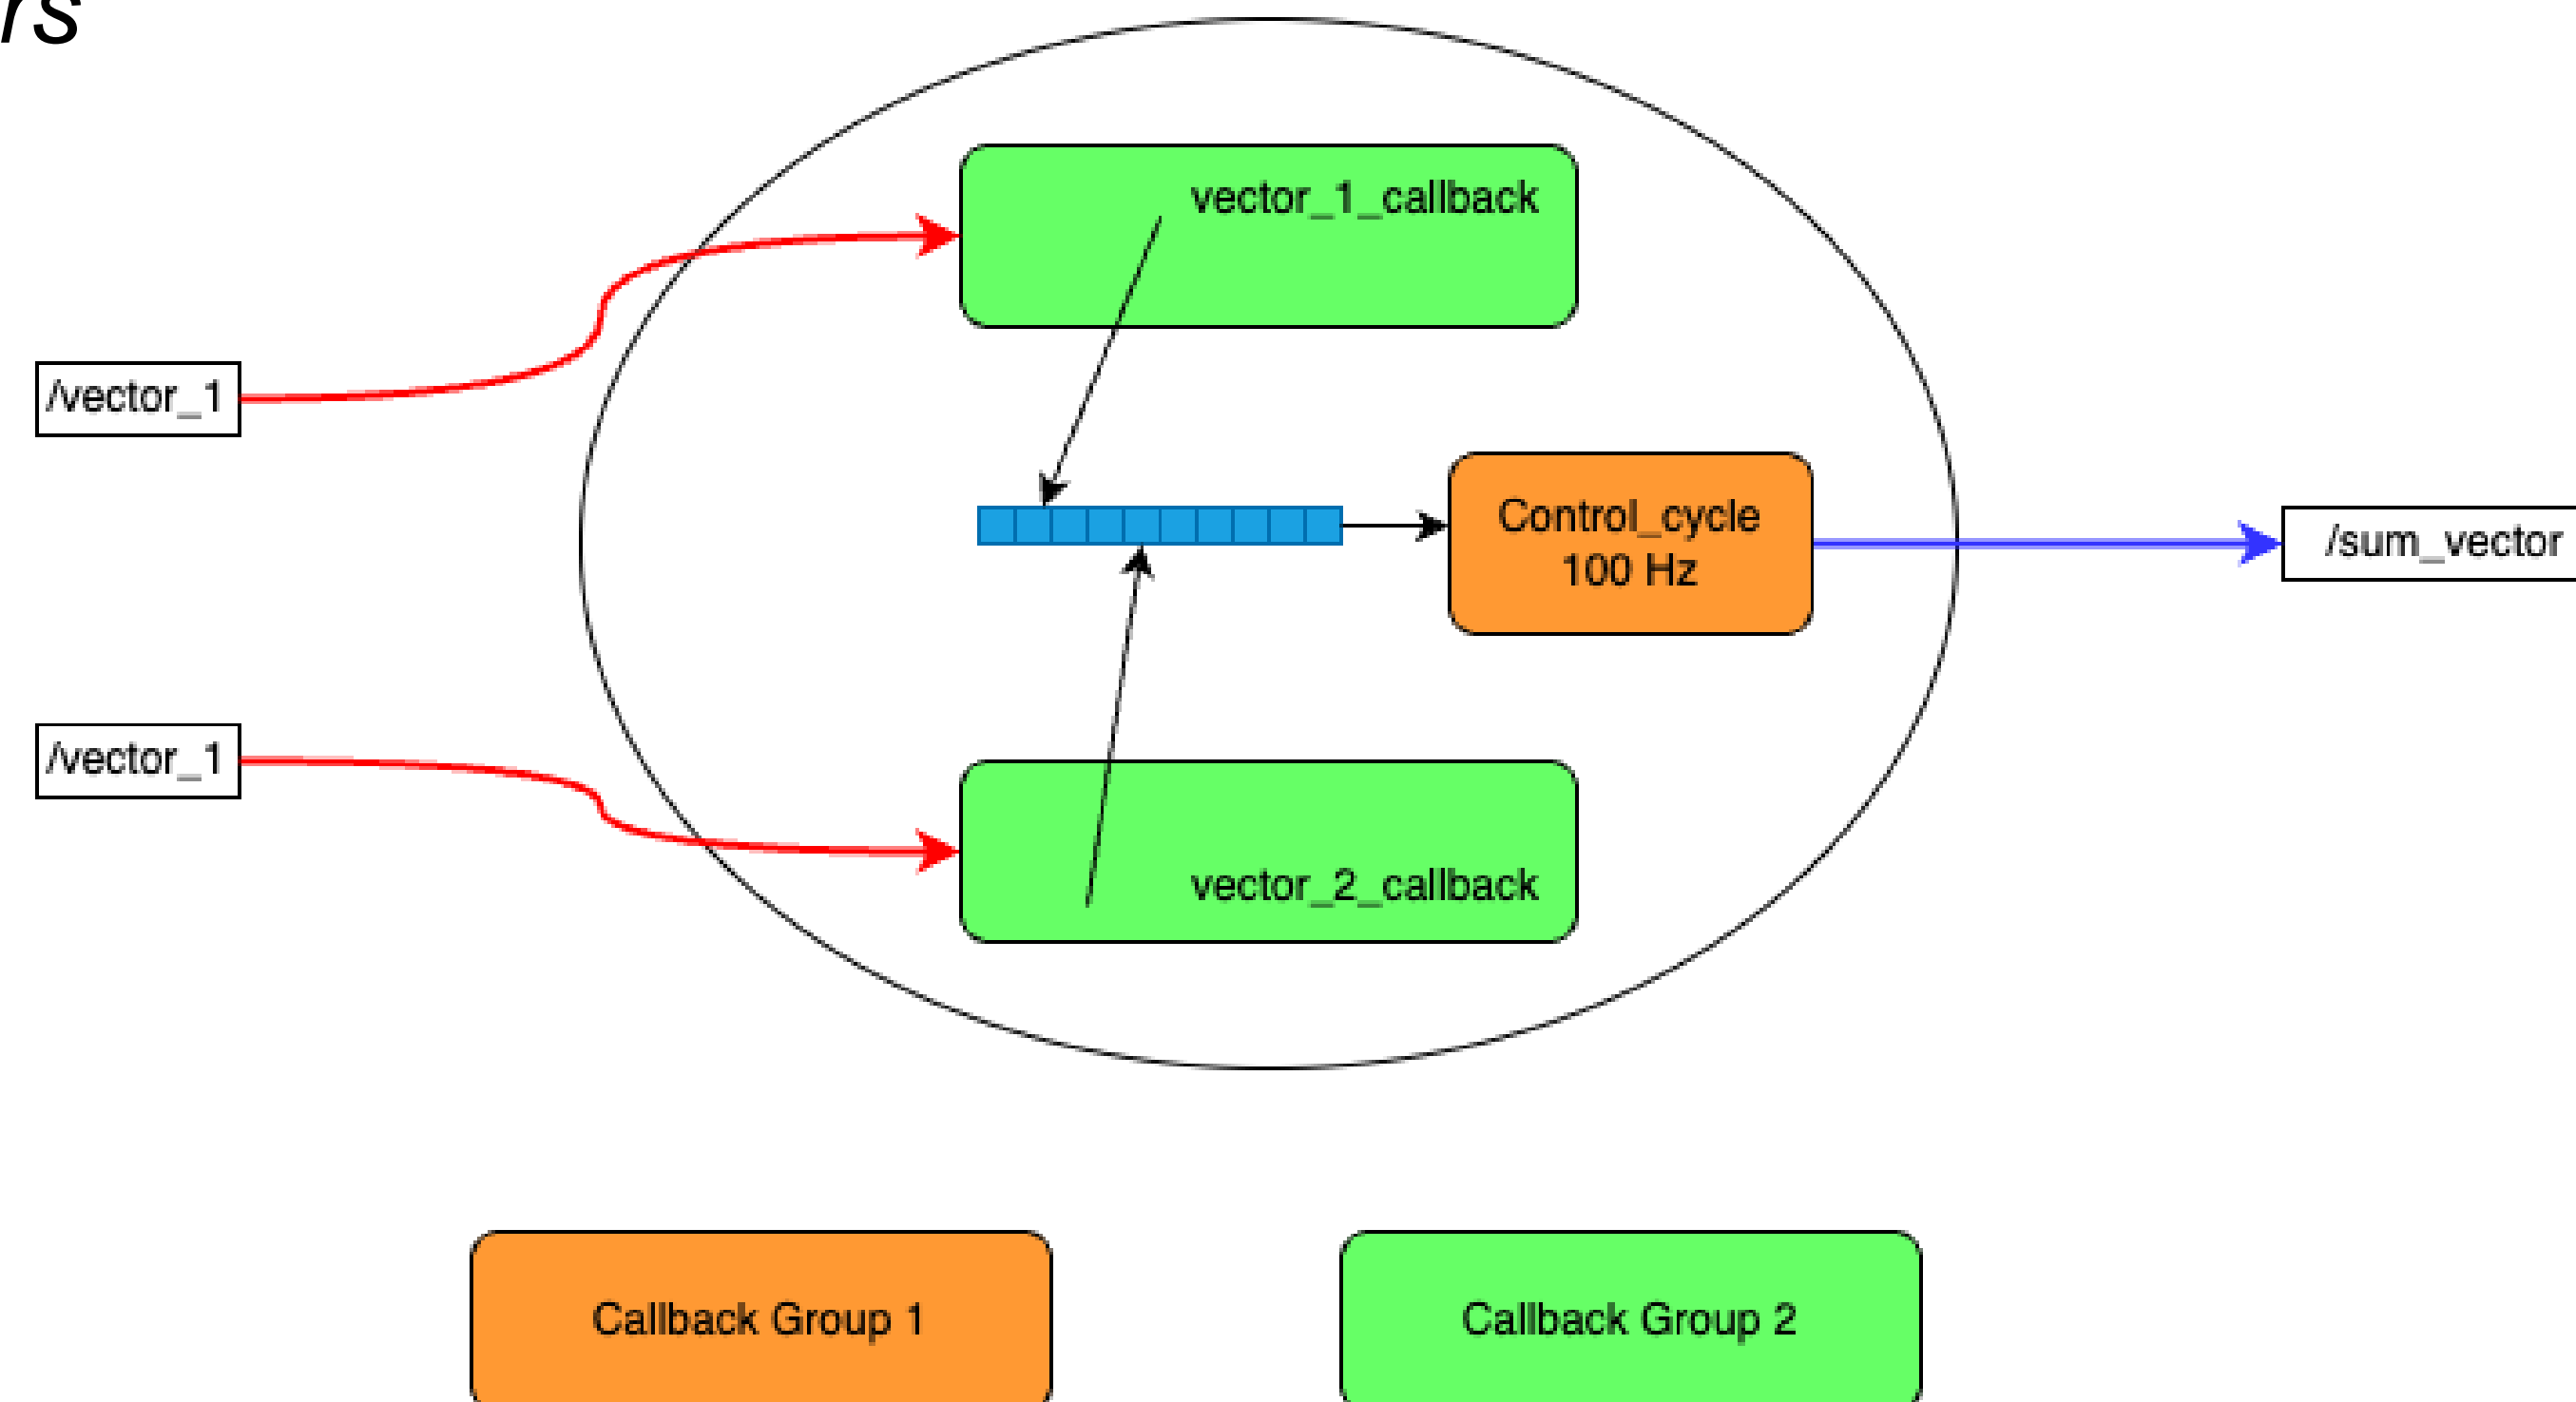 rs
vector_1_callback
/vector_1
Control_cycle
100 Hz
/sum_vector
/vector_1
vector_2_callback
Callback Group 1
Callback Group 2